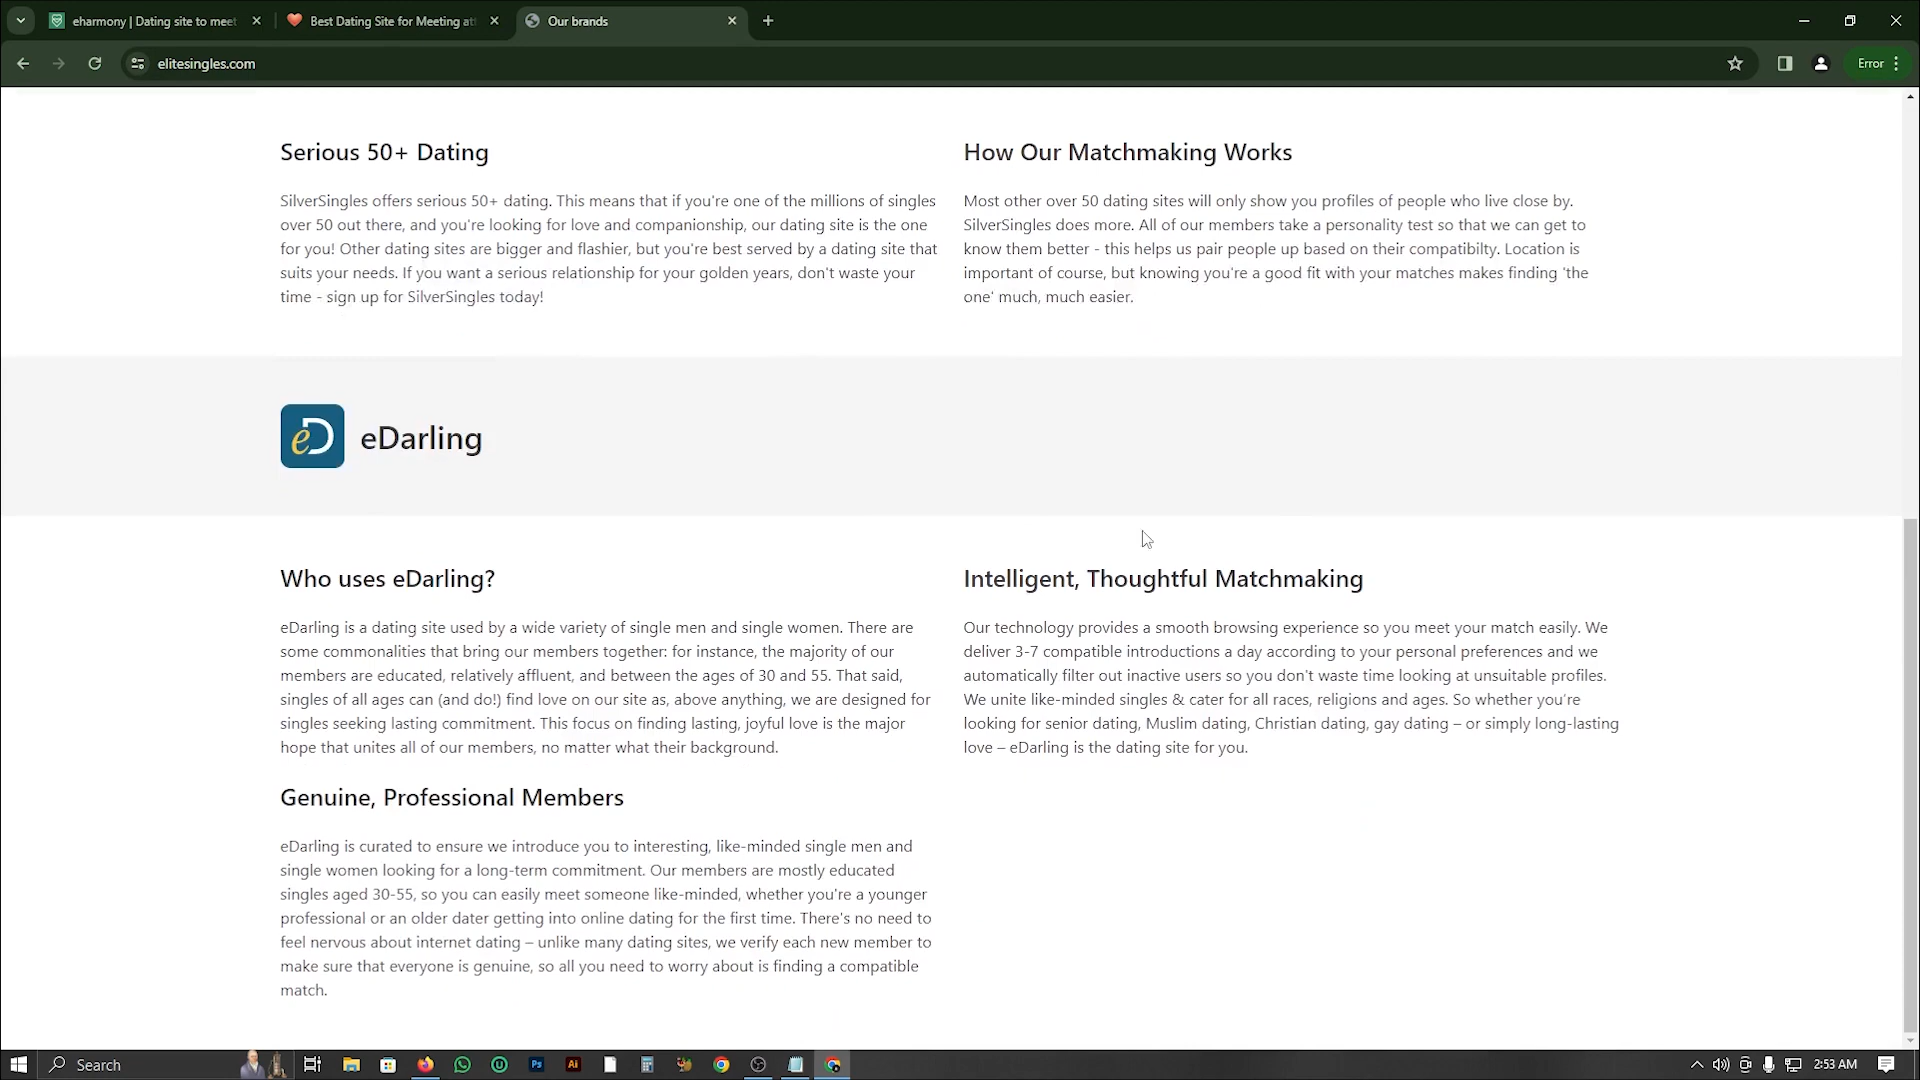 eharmony | Dating site to meet
Best Dating Site for Meeting att
Our brands
elitesingles.com
Error
Serious 50+ Dating
SilverSingles offers serious 50+ dating. This means that if you're one of the millions of singles
over 50 out there, and you're looking for love and companionship, our dating site is the one
for you! Other dating sites are bigger and flashier, but you're best served by a dating site that
suits your needs. If you want a serious relationship for your golden years, don't waste your
time - sign up for SilverSingles today!
How Our Matchmaking Works
Most other over 50 dating sites will only show you profiles of people who live close by.
SilverSingles does more. All of our members take a personality test so that we can get to
know them better - this helps us pair people up based on their compatibilty. Location is
important of course, but knowing you're a good fit with your matches makes finding 'the
one' much, much easier.
eD
eDarling
Who uses eDarling?
eDarling is a dating site used by a wide variety of single men and single women. There are
some commonalities that bring our members together: for instance, the majority of our
members are educated, relatively affluent, and between the ages of 30 and 55. That said,
singles of all ages can (and do!) find love on our site as, above anything, we are designed for
singles seeking lasting commitment. This focus on finding lasting, joyful love is the major
hope that unites all of our members, no matter what their background.
Intelligent, Thoughtful Matchmaking
Our technology provides a smooth browsing experience so you meet your match easily. We
deliver 3-7 compatible introductions a day according to your personal preferences and we
automatically filter out inactive users so you don't waste time looking at unsuitable profiles.
We unite like-minded singles & cater for all races, religions and ages. So whether you're
looking for senior dating, Muslim dating, Christian dating, gay dating – or simply long-lasting
love – eDarling is the dating site for you.
Genuine, Professional Members
eDarling is curated to ensure we introduce you to interesting, like-minded single men and
single women looking for a long-term commitment. Our members are mostly educated
singles aged 30-55, so you can easily meet someone like-minded, whether you're a younger
professional or an older dater getting into online dating for the first time. There's no need to
feel nervous about internet dating – unlike many dating sites, we verify each new member to
make sure that everyone is genuine, so all you need to worry about is finding a compatible
match.
Search
Ps
Ai
2:53 AM